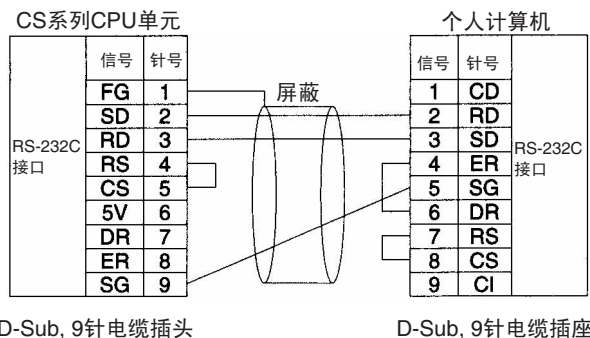 CS系列CPU单元 个人计算机
信号 针号 信号 针号
FG 1 屏蔽 1 CD
SD 2 2 RD
RD 3 3 SD
RS-232C RS-232C
接口 RS 4 4 ER 接口
CS 5 5 SG
5V 6 6 DR
DR 7 7 RS
ER 8 8 CS
SG 9 9 CI
D-Sub, 9针电缆插头 D-Sub, 9针电缆插座